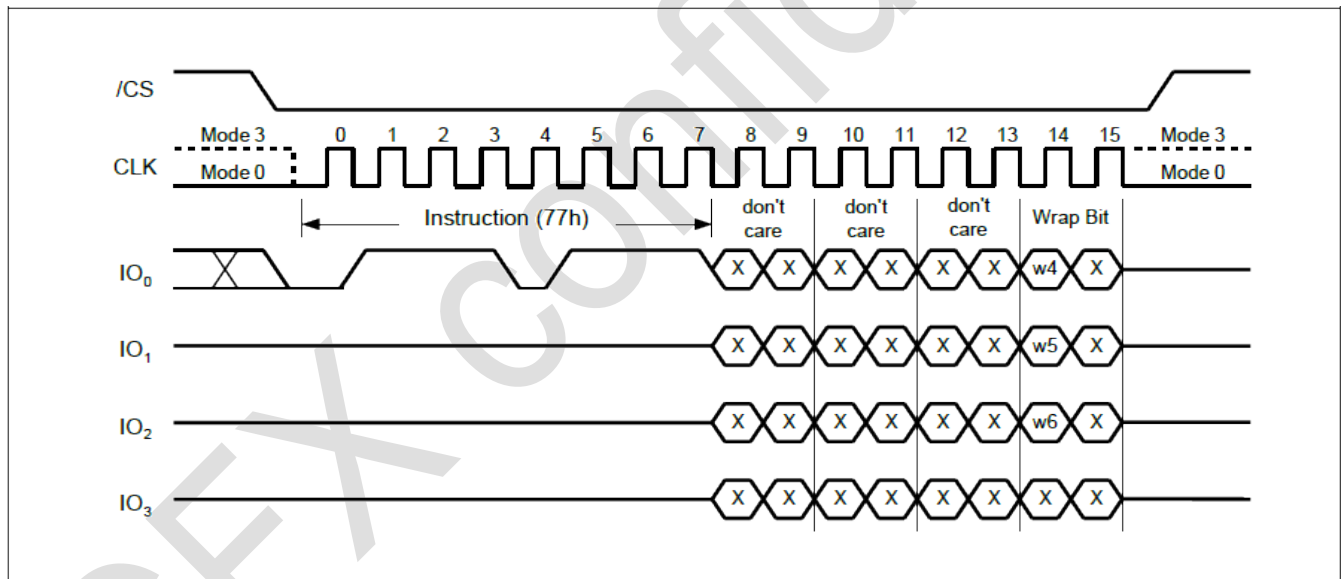 /CS
Mode 3 0 1 2 3 4 5 6 7 8 9 10 11 12 13 14 15 Mode 3
CLK Mode 0 Mode 0
Instruction (77h) don't care don't care don't care Wrap Bit
IO0 X X X X X X w4 X
IO1 X X X X X X w5 X
IO2 X X X X X X w6 X
IO3 X X X X X X X X